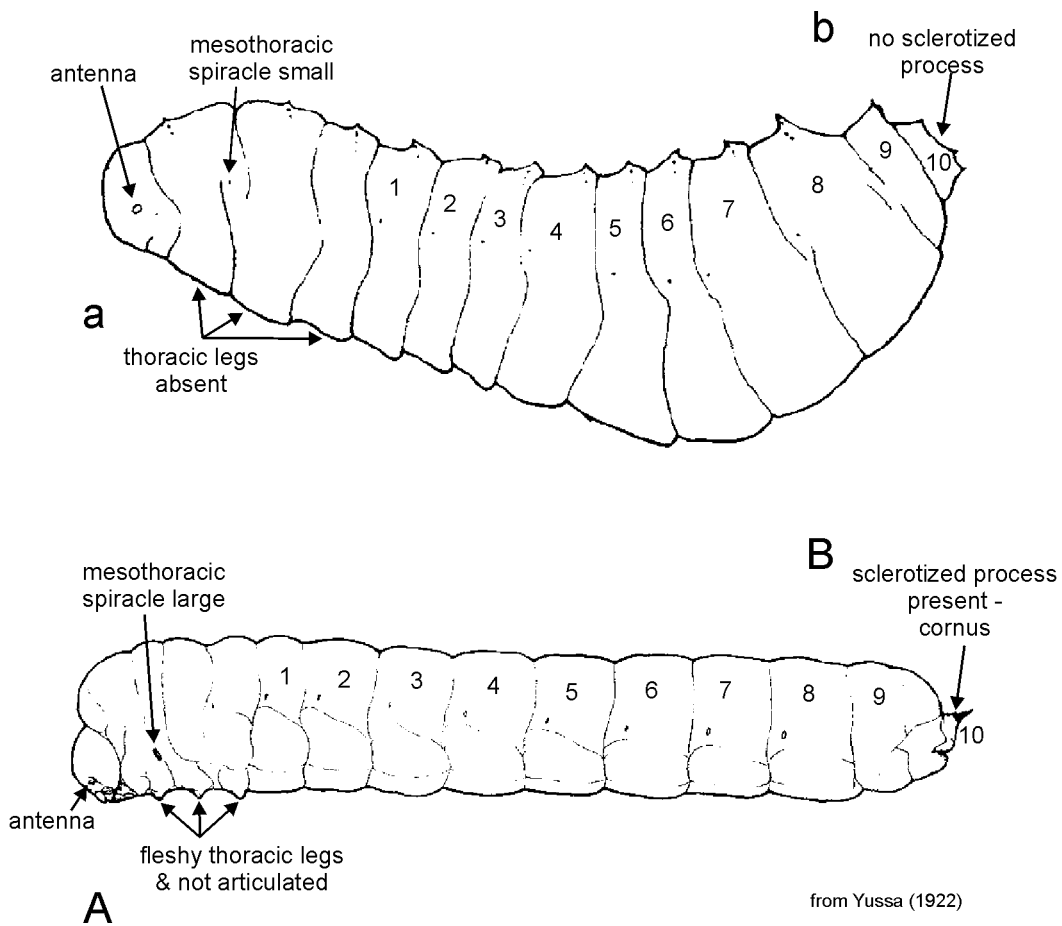 b
no sclerotized
process
mesothoracic
spiracle small
antenna
9
10
1
2
3
4
5
6
7
8
a
thoracic legs
absent
B
mesothoracic
spiracle large
sclerotized process
present -
cornus
1
2
3
4
5
6
7
8
9
10
antenna
fleshy thoracic legs
& not articulated
A
from Yussa (1922)